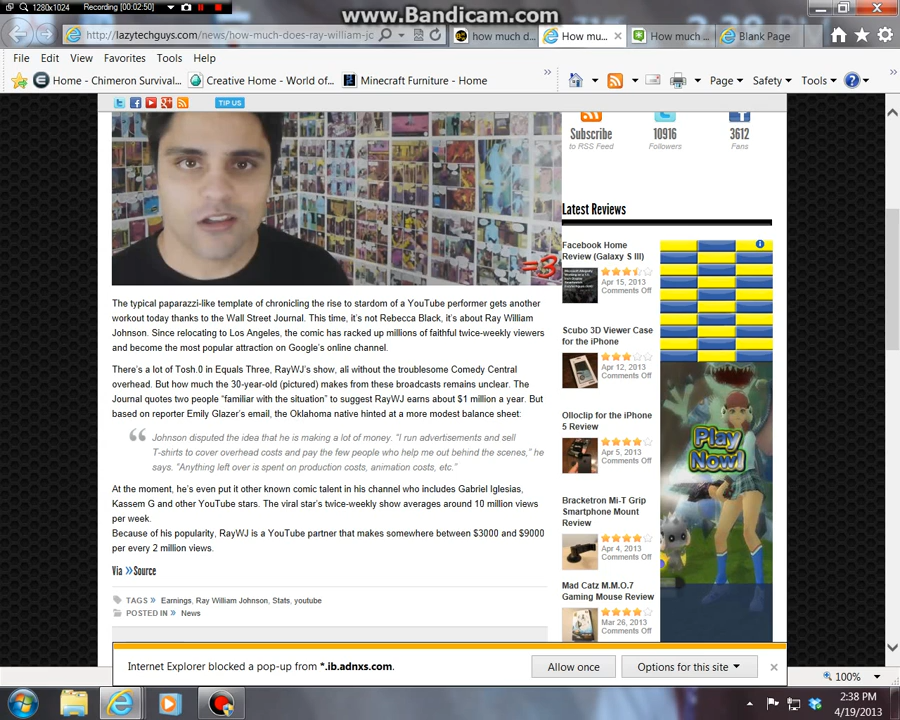 1280x1024 Recording [00:02:50]
www.Bandicam.com
http://lazytechguys.com/news/how-much-does-ray-william-jc
how much d...
How mu...
How much ...
Blank Page
File Edit View Favorites Tools Help
Home - Chimeron Survival...
Creative Home - World of...
Minecraft Furniture - Home
Page
Safety
Tools
TIP US
Subscribe
to RSS Feed
10916
Followers
3612
Fans
=3
The typical paparazzi-like template of chronicling the rise to stardom of a YouTube performer gets another
workout today thanks to the Wall Street Journal. This time, it's not Rebecca Black, it's about Ray William
Johnson. Since relocating to Los Angeles, the comic has racked up millions of faithful twice-weekly viewers
and become the most popular attraction on Google's online channel.
There's a lot of Tosh.0 in Equals Three, RayWJ's show, all without the troublesome Comedy Central
overhead. But how much the 30-year-old (pictured) makes from these broadcasts remains unclear. The
Journal quotes two people "familiar with the situation" to suggest RayWJ earns about $1 million a year. But
based on reporter Emily Glazer's email, the Oklahoma native hinted at a more modest balance sheet:
Johnson disputed the idea that he is making a lot of money. "I run advertisements and sell
T-shirts to cover overhead costs and pay the few people who help me out behind the scenes," he
says. "Anything left over is spent on production costs, animation costs, etc."
At the moment, he's even put it other known comic talent in his channel who includes Gabriel Iglesias,
Kassem G and other YouTube stars. The viral star's twice-weekly show averages around 10 million views
per week.
Because of his popularity, RayWJ is a YouTube partner that makes somewhere between $3000 and $9000
per every 2 million views.
Via »Source
TAGS » Earnings, Ray William Johnson, Stats, youtube
POSTED IN » News
Latest Reviews
Facebook Home
Review (Galaxy S III)
Apr 15, 2013
Comments Off
Scubo 3D Viewer Case
for the iPhone
Apr 12, 2013
Comments Off
Olloclip for the iPhone
5 Review
Apr 5, 2013
Comments Off
Bracketron Mi-T Grip
Smartphone Mount
Review
Apr 4, 2013
Comments Off
Mad Catz M.M.O.7
Gaming Mouse Review
Mar 26, 2013
Comments Off
Play
Now!
Internet Explorer blocked a pop-up from *.ib.adnxs.com.
Allow once
Options for this site
100%
2:38 PM
4/19/2013